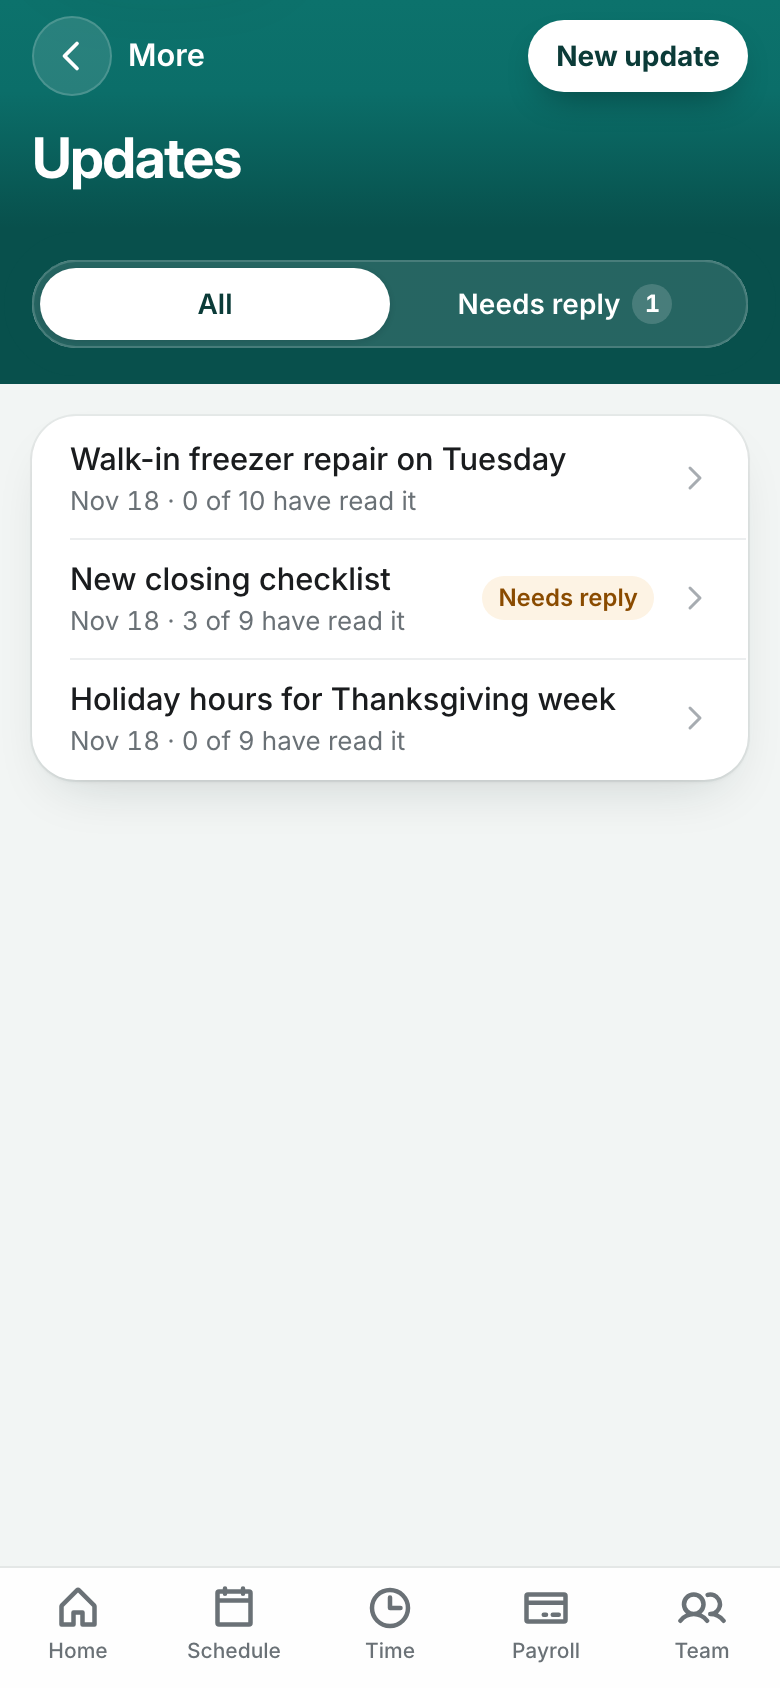 More
New update
Updates
All
Needs reply 1
Walk-in freezer repair on Tuesday
Nov 18 · 0 of 10 have read it
New closing checklist
Nov 18 · 3 of 9 have read it
Needs reply
Holiday hours for Thanksgiving week
Nov 18 · 0 of 9 have read it
Home
Schedule
Time
Payroll
Team